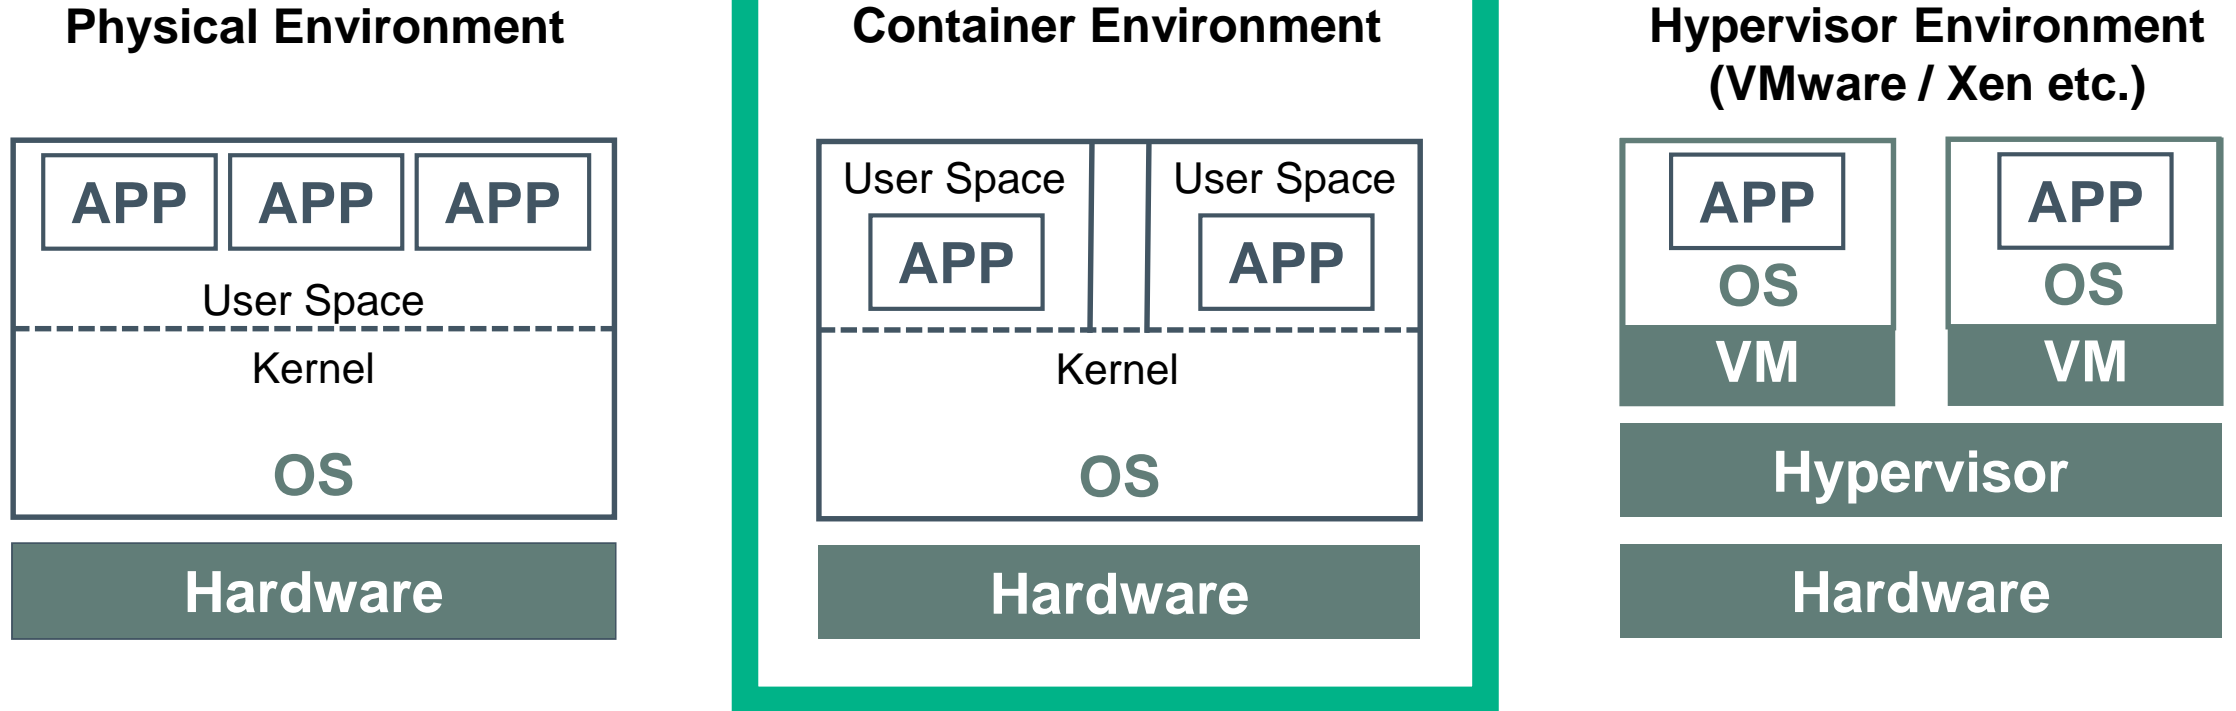 Physical Environment
APP APP APP
User Space
Kernel
OS
Hardware
Container Environment
User Space User Space
APP APP
Kernel
OS
Hardware
Hypervisor Environment
(VMware / Xen etc.)
APP APP
OS OS
VM VM
Hypervisor
Hardware